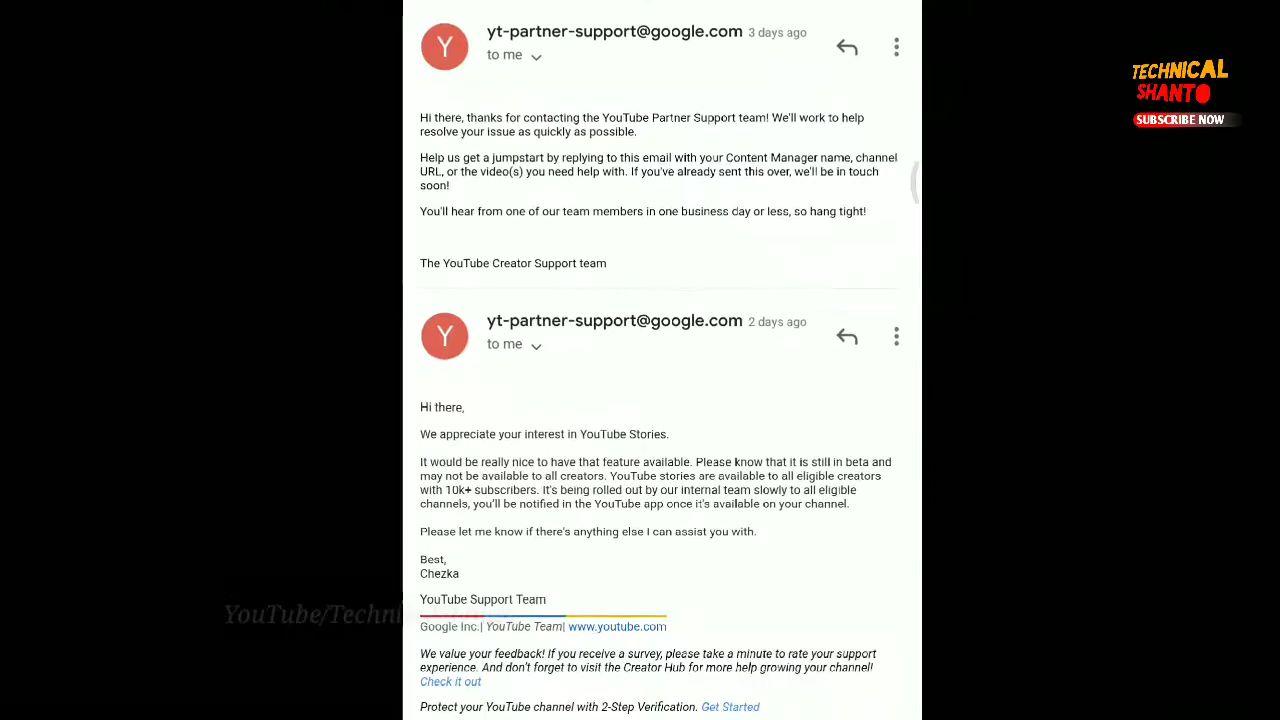 yt-partner-support@google.com 3 days ago
Y
to me
TECHNICAL
SHANTO
SUBSCRIBE NOW
Hi there, thanks for contacting the YouTube Partner Support team! We'll work to help
resolve your issue as quickly as possible.
Help us get a jumpstart by replying to this email with your Content Manager name, channel
URL, or the video(s) you need help with. If you've already sent this over, we'll be in touch
soon!
You'll hear from one of our team members in one business day or less, so hang tight!
The YouTube Creator Support team
yt-partner-support@google.com 2 days ago
Y
to me
Hi there,
We appreciate your interest in YouTube Stories.
It would be really nice to have that feature available. Please know that it is still in beta and
may not be available to all creators. YouTube stories are available to all eligible creators
with 10k+ subscribers. It's being rolled out by our internal team slowly to all eligible
channels, you'll be notified in the YouTube app once it's available on your channel.
Please let me know if there's anything else I can assist you with.
Best,
Chezka
YouTube Support Team
YouTube/Techni
Google Inc.| YouTube Team| www.youtube.com
We value your feedback! If you receive a survey, please take a minute to rate your support
experience. And don't forget to visit the Creator Hub for more help growing your channel!
Check it out
Protect your YouTube channel with 2-Step Verification. Get Started